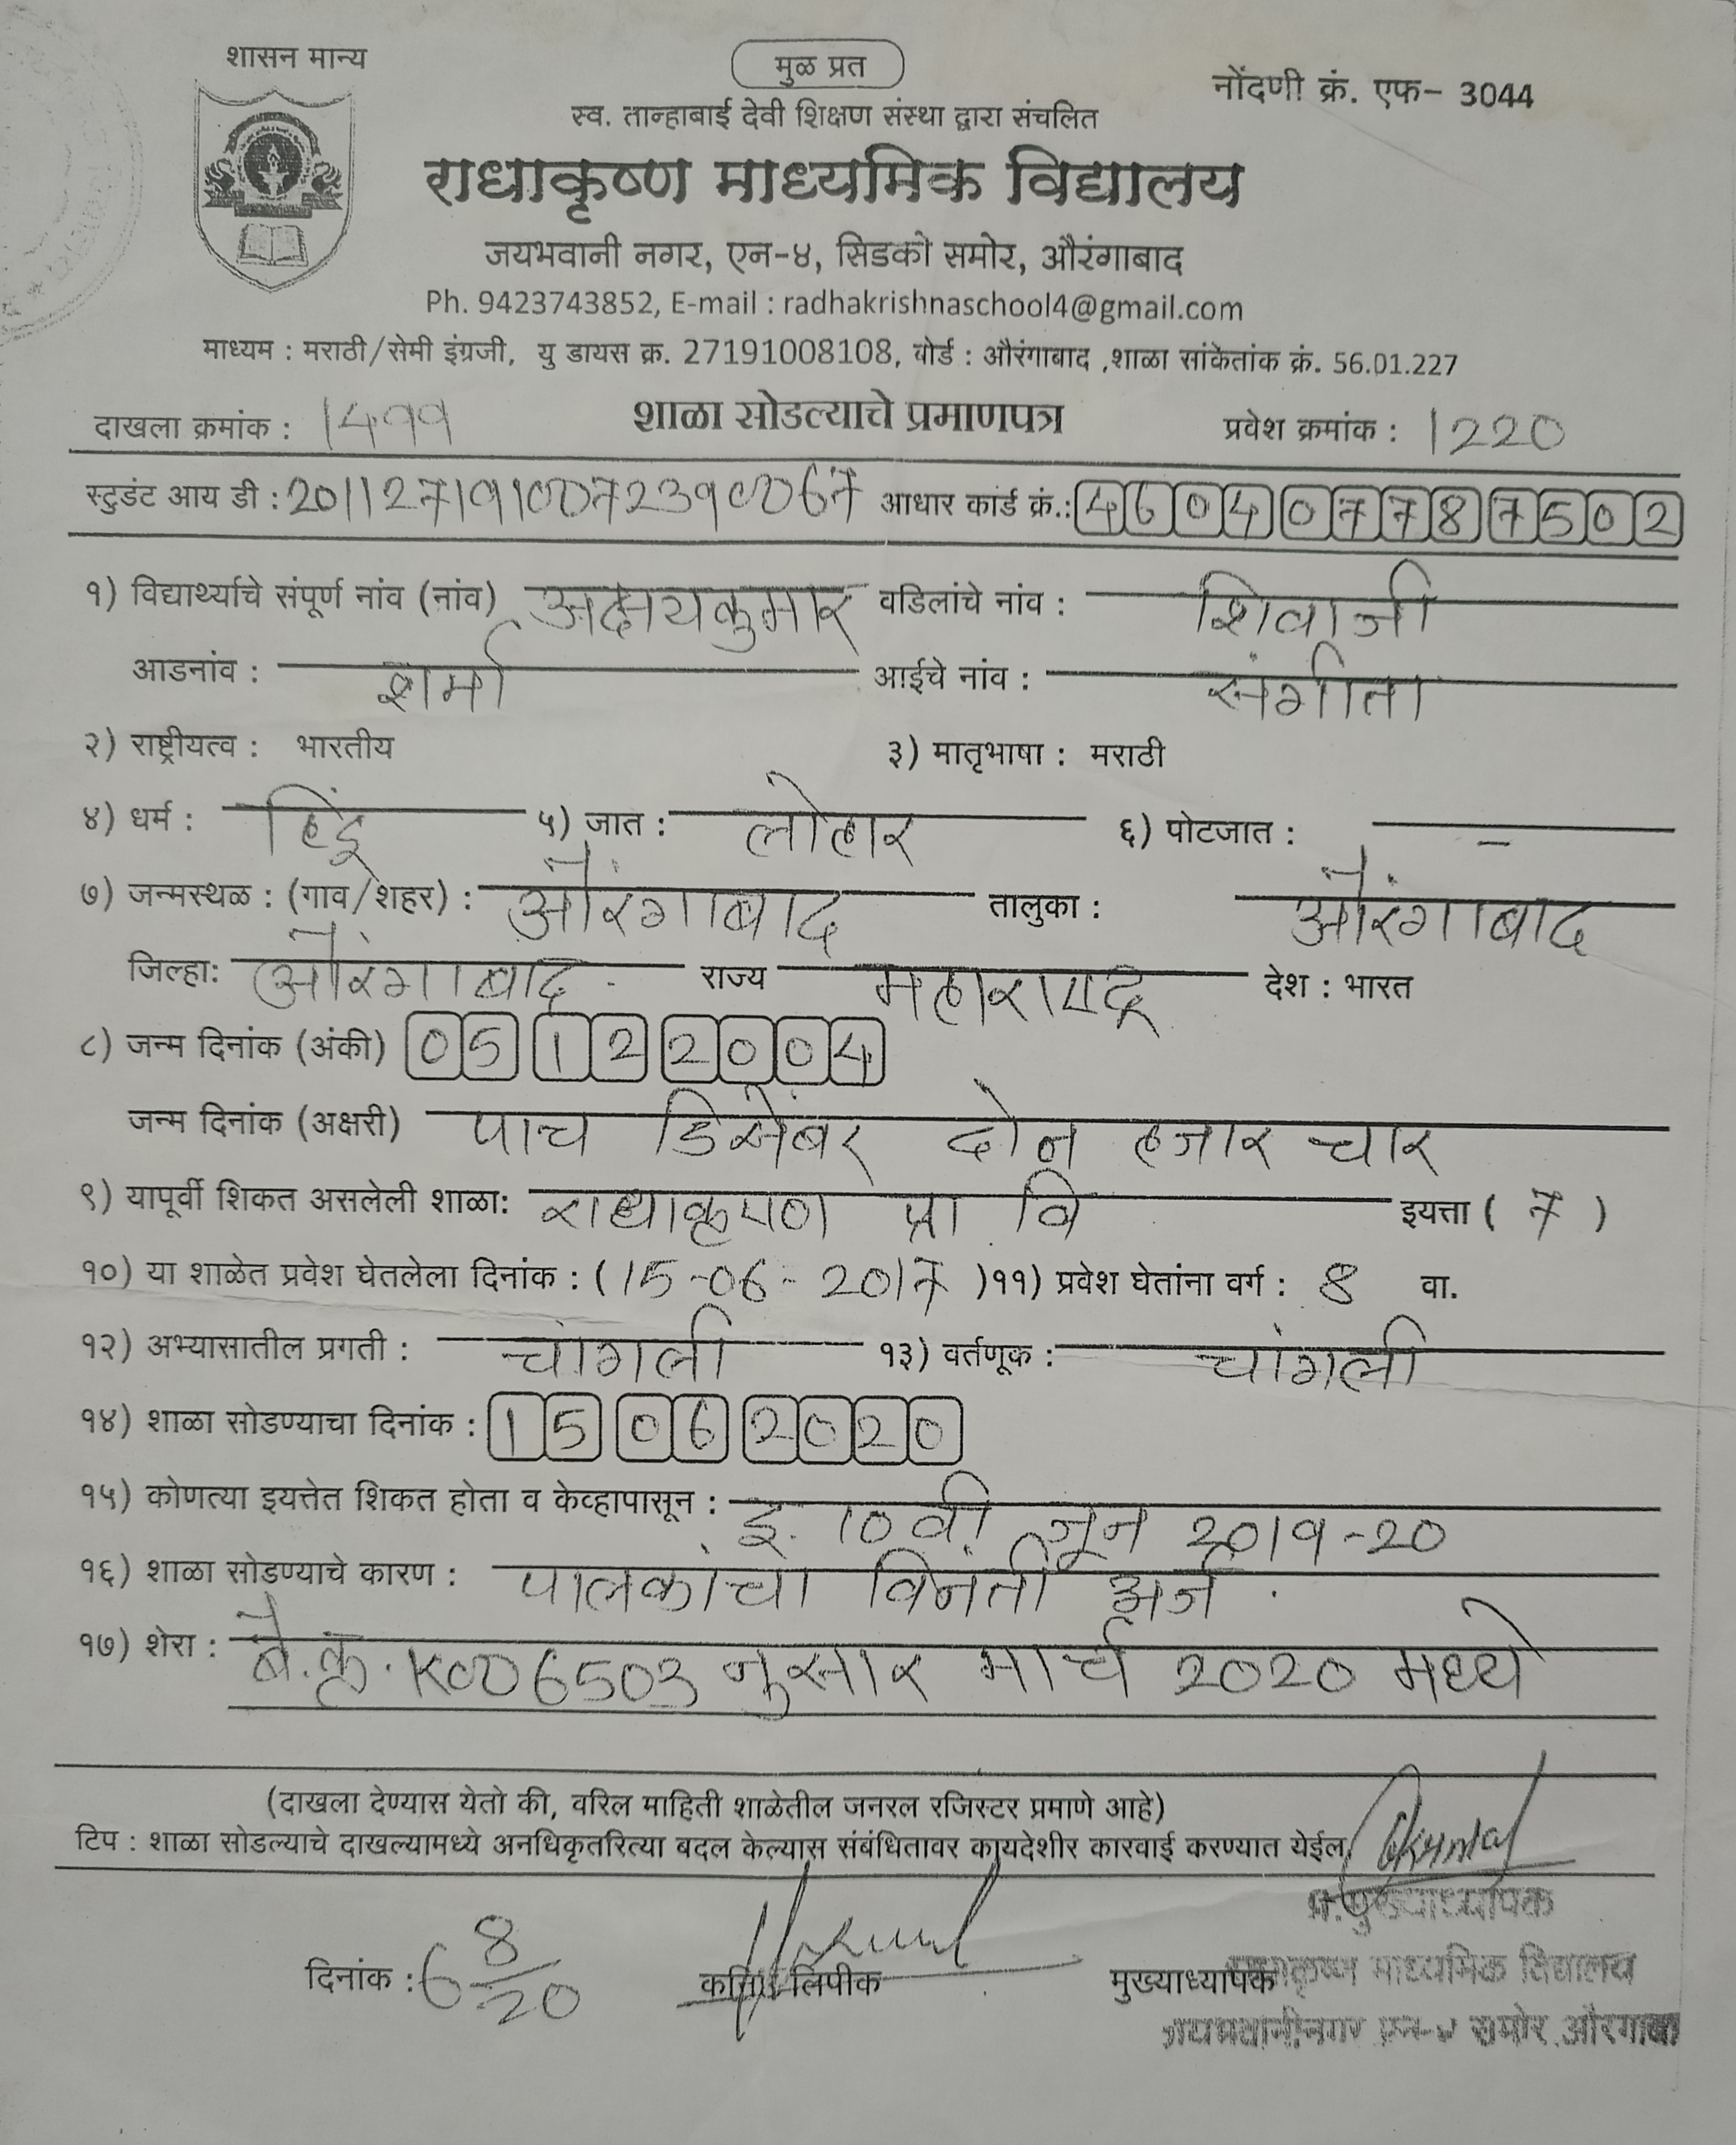 शासन मान्य
मुळ प्रत
नोंदणी क्रं. एफ- 3044
स्व. तान्हाबाई देवी शिक्षण संस्था द्वारा संचलित
राधाकृष्ण माध्यमिक विद्यालय
जयभवानी नगर, एन-४, सिडको समोर, औरंगाबाद
Ph. 9423743852, E-mail : radhakrishnaschool4@gmail.com
माध्यम : मराठी/सेमी इंग्रजी, यु डायस क्र. 27191008108, बोर्ड : औरंगाबाद ,शाळा सांकेतांक क्रं. 56.01.227
दाखला क्रमांक : 1499 शाळा सोडल्याचे प्रमाणपत्र प्रवेश क्रमांक : 1220
स्टुडंट आय डी : 2011271910072390067 आधार कार्ड क्रं.: 4604 0778 7502
१) विद्यार्थ्याचे संपूर्ण नांव (नांव) अक्षयकुमार वडिलांचे नांव : शिवाजी
आडनांव : शर्मा आईचे नांव : संगीता
२) राष्ट्रीयत्व : भारतीय ३) मातृभाषा : मराठी
४) धर्म : हिंदू ५) जात : लोहार ६) पोटजात : –
७) जन्मस्थळ : (गाव/शहर) : औरंगाबाद तालुका : औरंगाबाद
जिल्हा: औरंगाबाद राज्य महाराष्ट्र देश : भारत
८) जन्म दिनांक (अंकी) 05 12 2004
जन्म दिनांक (अक्षरी) पाच डिसेंबर दोन हजार चार
९) यापूर्वी शिकत असलेली शाळा: राधाकृष्ण प्रा वि इयत्ता ( 7 )
१०) या शाळेत प्रवेश घेतलेला दिनांक : (15-06-2017 )११) प्रवेश घेतांना वर्ग : 8 वा.
१२) अभ्यासातील प्रगती : चांगली १३) वर्तणूक : चांगली
१४) शाळा सोडण्याचा दिनांक : 15 06 2020
१५) कोणत्या इयत्तेत शिकत होता व केव्हापासून : इ. 10 वी जून 2019-20
१६) शाळा सोडण्याचे कारण : पालकांचा विनंती अर्ज.
१७) शेरा : बै.क्र. K006503 नुसार मार्च 2020 मध्ये
(दाखला देण्यास येतो की, वरिल माहिती शाळेतील जनरल रजिस्टर प्रमाणे आहे)
टिप : शाळा सोडल्याचे दाखल्यामध्ये अनधिकृतरित्या बदल केल्यास संबंधितावर कायदेशीर कारवाई करण्यात येईल
प्र.मुख्याध्यापक
दिनांक : 6/8/20 कनिष्ठ लिपीक मुख्याध्यापक
राधाकृष्ण माध्यमिक विद्यालय
जयभवानीनगर एन-४ समोर औरंगाबाद